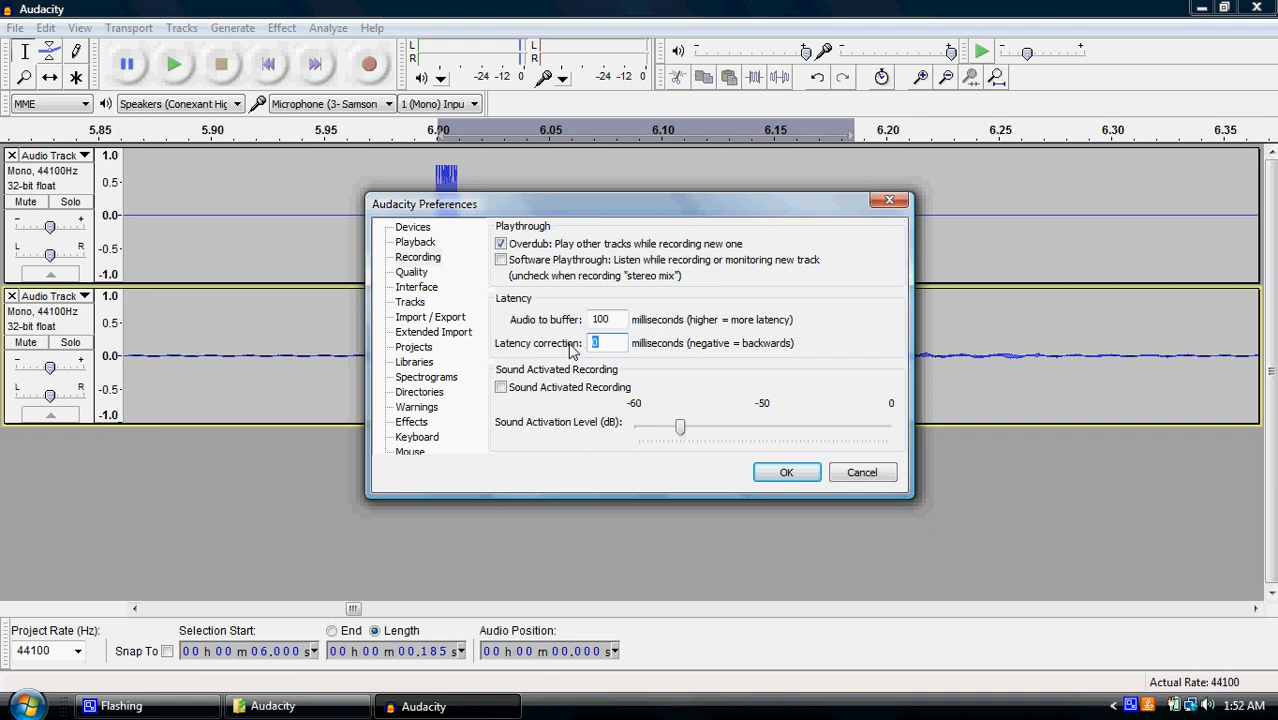 Audacity
File Edit View Transport Tracks Generate Effect Analyze Help
L
R
-24 -12 0
L
R
-24 -12 0
MME
Speakers (Conexant Hig
Microphone (3- Samson
1 (Mono) Inpu
5.85 5.90 5.95 6.00 6.05 6.10 6.15 6.20 6.25 6.30 6.35
Audio Track
Mono, 44100Hz
32-bit float
Mute Solo
- +
L R
1.0
0.5-
0.0-
-0.5-
-1.0
Audio Track
Mono, 44100Hz
32-bit float
Mute Solo
- +
L R
1.0
0.5-
0.0-
-0.5-
-1.0
Audacity Preferences
Devices
Playback
Recording
Quality
Interface
Tracks
Import / Export
Extended Import
Projects
Libraries
Spectrograms
Directories
Warnings
Effects
Keyboard
Mouse
Playthrough
Overdub: Play other tracks while recording new one
Software Playthrough: Listen while recording or monitoring new track
(uncheck when recording "stereo mix")
Latency
Audio to buffer: 100 milliseconds (higher = more latency)
Latency correction: 0 milliseconds (negative = backwards)
Sound Activated Recording
Sound Activated Recording
-60 -50 0
Sound Activation Level (dB):
OK Cancel
Project Rate (Hz):
44100
Snap To
Selection Start:
00 h 00 m 06.000 s
End Length
00 h 00 m 00.185 s
Audio Position:
00 h 00 m 00.000 s
Actual Rate: 44100
Flashing
Audacity
Audacity
1:52 AM